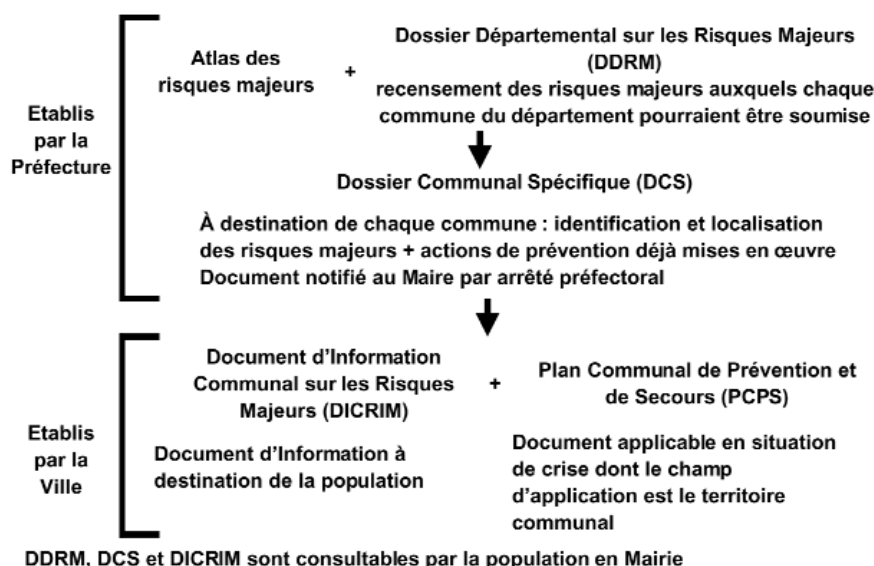 Etablis
par la
Préfecture
Atlas des
risques majeurs
+
Dossier Départemental sur les Risques Majeurs
(DDRM)
recensement des risques majeurs auxquels chaque
commune du département pourraient être soumise
Dossier Communal Spécifique (DCS)
À destination de chaque commune : identification et localisation
des risques majeurs + actions de prévention déjà mises en œuvre
Document notifié au Maire par arrêté préfectoral
Etablis
par la
Ville
Document d'Information
Communal sur les Risques
Majeurs (DICRIM)
Document d'Information à
destination de la population
+
Plan Communal de Prévention et
de Secours (PCPS)
Document applicable en situation
de crise dont le champ
d'application est le territoire
communal
DDRM, DCS et DICRIM sont consultables par la population en Mairie